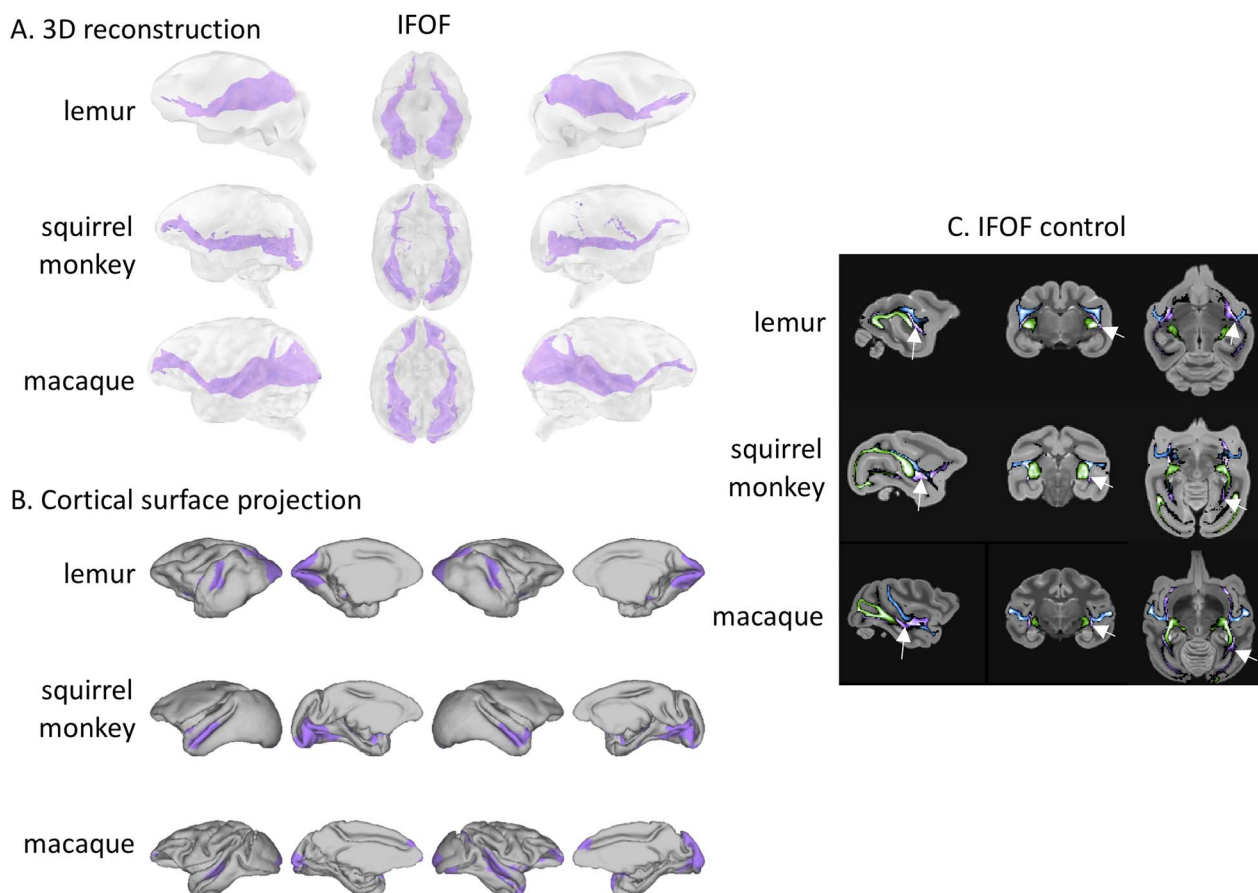 A. 3D reconstruction
IFOF
lemur
squirrel
monkey
macaque
B. Cortical surface projection
lemur
squirrel
monkey
macaque
C. IFOF control
lemur
squirrel
monkey
macaque